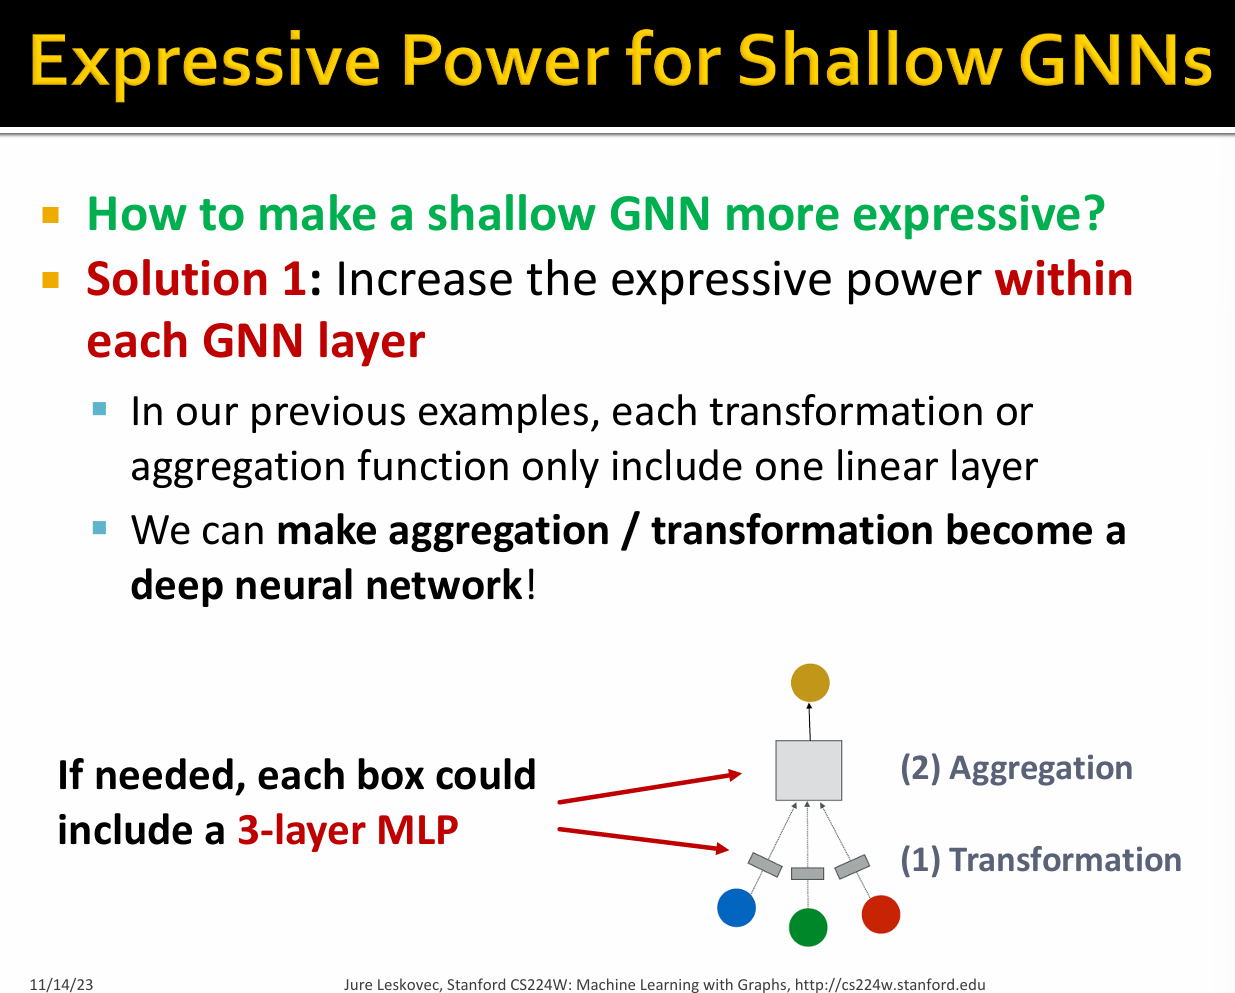 Expressive Power for Shallow GNNs
How to make a shallow GNN more expressive?
Solution 1: Increase the expressive power within
each GNN layer
In our previous examples, each transformation or
aggregation function only include one linear layer
We can make aggregation / transformation become a
deep neural network!
If needed, each box could
include a 3-layer MLP
(2) Aggregation
(1) Transformation
11/14/23
Jure Leskovec, Stanford CS224W: Machine Learning with Graphs, http://cs224w.stanford.edu